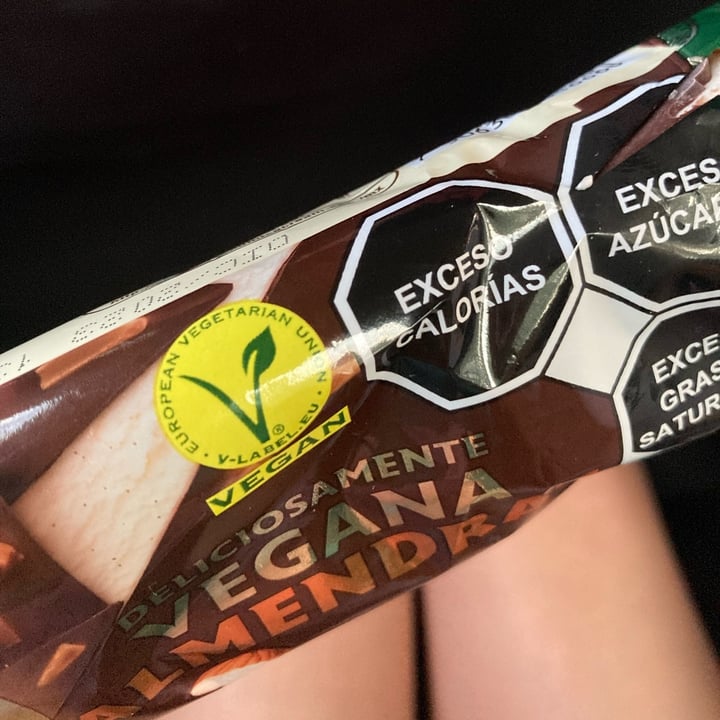 EXCESO
CALORÍAS
EXCES
AZÚCAR
EXCE
GRAS
SATUR
EUROPEAN VEGETARIAN UNION
V-LABEL.EU
VEGAN
DELICIOSAMENTE
VEGANA
ALMENDRA